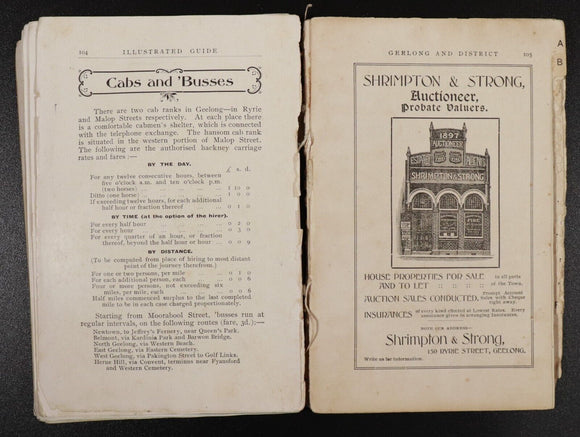 104 ILLUSTRATED GUIDE
Cabs and 'Busses
There are two cab ranks in Geelong—in Ryrie
and Malop Streets respectively. At each place there
is a comfortable cabmen's shelter, which is connected
with the telephone exchange. The hansom cab rank
is situated in the western portion of Malop Street.
The following are the authorised hackney carriage
rates and fares :—
BY THE DAY.
£ s. d.
For any twelve consecutive hours, between
five o'clock a.m. and ten o'clock p.m.
(two horses) ... ... ... ... 1 10 0
Ditto (one horse) ... ... ... ... 1 0 0
If exceeding twelve hours, for each additional
half hour or fraction thereof ... ... 0 1 0
BY TIME (at the option of the hirer).
For every half hour ... ... ... 0 2 6
For every hour ... ... ... ... 0 3 0
For every quarter of an hour, or fraction
thereof, beyond the half hour or hour ... 0 0 9
BY DISTANCE.
(To be computed from place of hiring to most distant
point of the journey therefrom.)
For one or two persons, per mile ... ... 0 1 0
For each additional person, each ... ... 0 0 6
Four or more persons, not exceeding six
miles, per mile, each ... ... ... 0 0 6
Half miles commenced surplus to the last completed
mile to be in each case charged proportionately.
Starting from Moorabool Street, 'busses run at
regular intervals, on the following routes (fare, 3d.) :—
Newtown, to Jeffrey's Fernery, near Queen's Park.
Belmont, via Kardinia Park and Barwon Bridge.
North Geelong, via Western Beach.
East Geelong, via Eastern Cemetery.
West Geelong, via Pakington Street to Golf Links.
Herne Hill, via Convent, terminus near Fyansford
and Western Cemetery.
GEELONG AND DISTRICT 105
SHRIMPTON & STRONG,
Auctioneer,
Probate Valuers.
1897
AUCTIONEER
ESTATE AGENTS
SHRIMPTON & STRONG
HOUSE PROPERTIES FOR SALE to all parts
AND TO LET :: :: :: :: of the Town.
AUCTION SALES CONDUCTED, Prompt Account Sales with Cheque right away.
INSURANCES of every kind effected at Lowest Rates. Every assistance given in arranging Insurances.
NOTE OUR ADDRESS—
Shrimpton & Strong,
150 RYRIE STREET, GEELONG.
Write us for information.
A
B